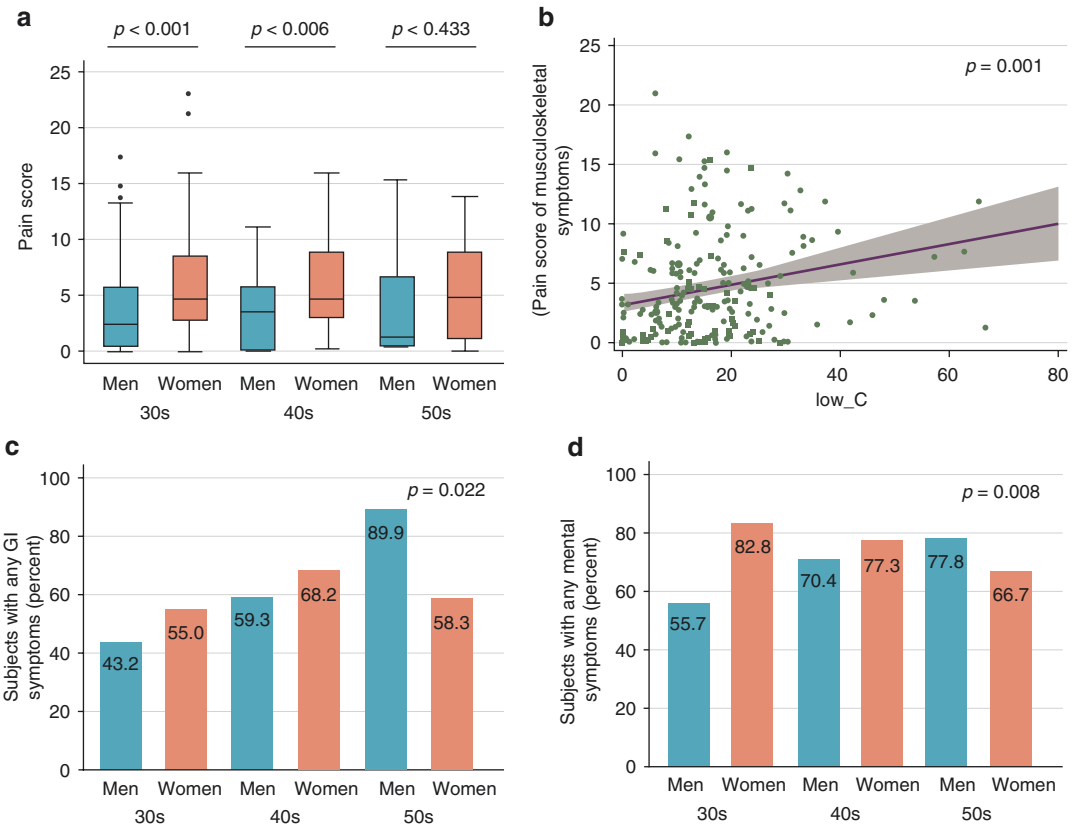 a
p < 0.001 p < 0.006 p < 0.433
Pain score
25
20
15
10
5
0
Men Women Men Women Men Women
30s 40s 50s
b
p = 0.001
(Pain score of musculoskeletal
symptoms)
25
20
15
10
5
0
0 20 40 60 80
low_C
c
p = 0.022
Subjects with any GI
symptoms (percent)
100
80
60
40
20
0
43.2 55.0 59.3 68.2 89.9 58.3
Men Women Men Women Men Women
30s 40s 50s
d
p = 0.008
Subjects with any mental
symptoms (percent)
100
80
60
40
20
0
55.7 82.8 70.4 77.3 77.8 66.7
Men Women Men Women Men Women
30s 40s 50s